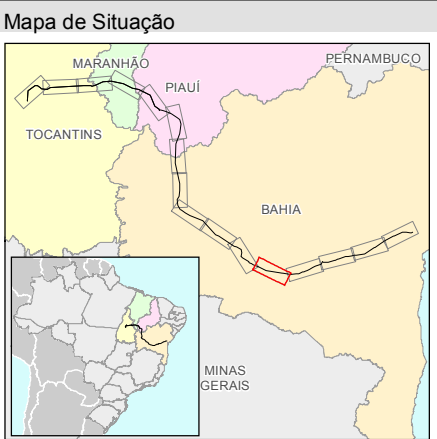 Mapa de Situação
PERNAMBUCO
MARANHÃO
PIAUÍ
TOCANTINS
BAHIA
MINAS
GERAIS